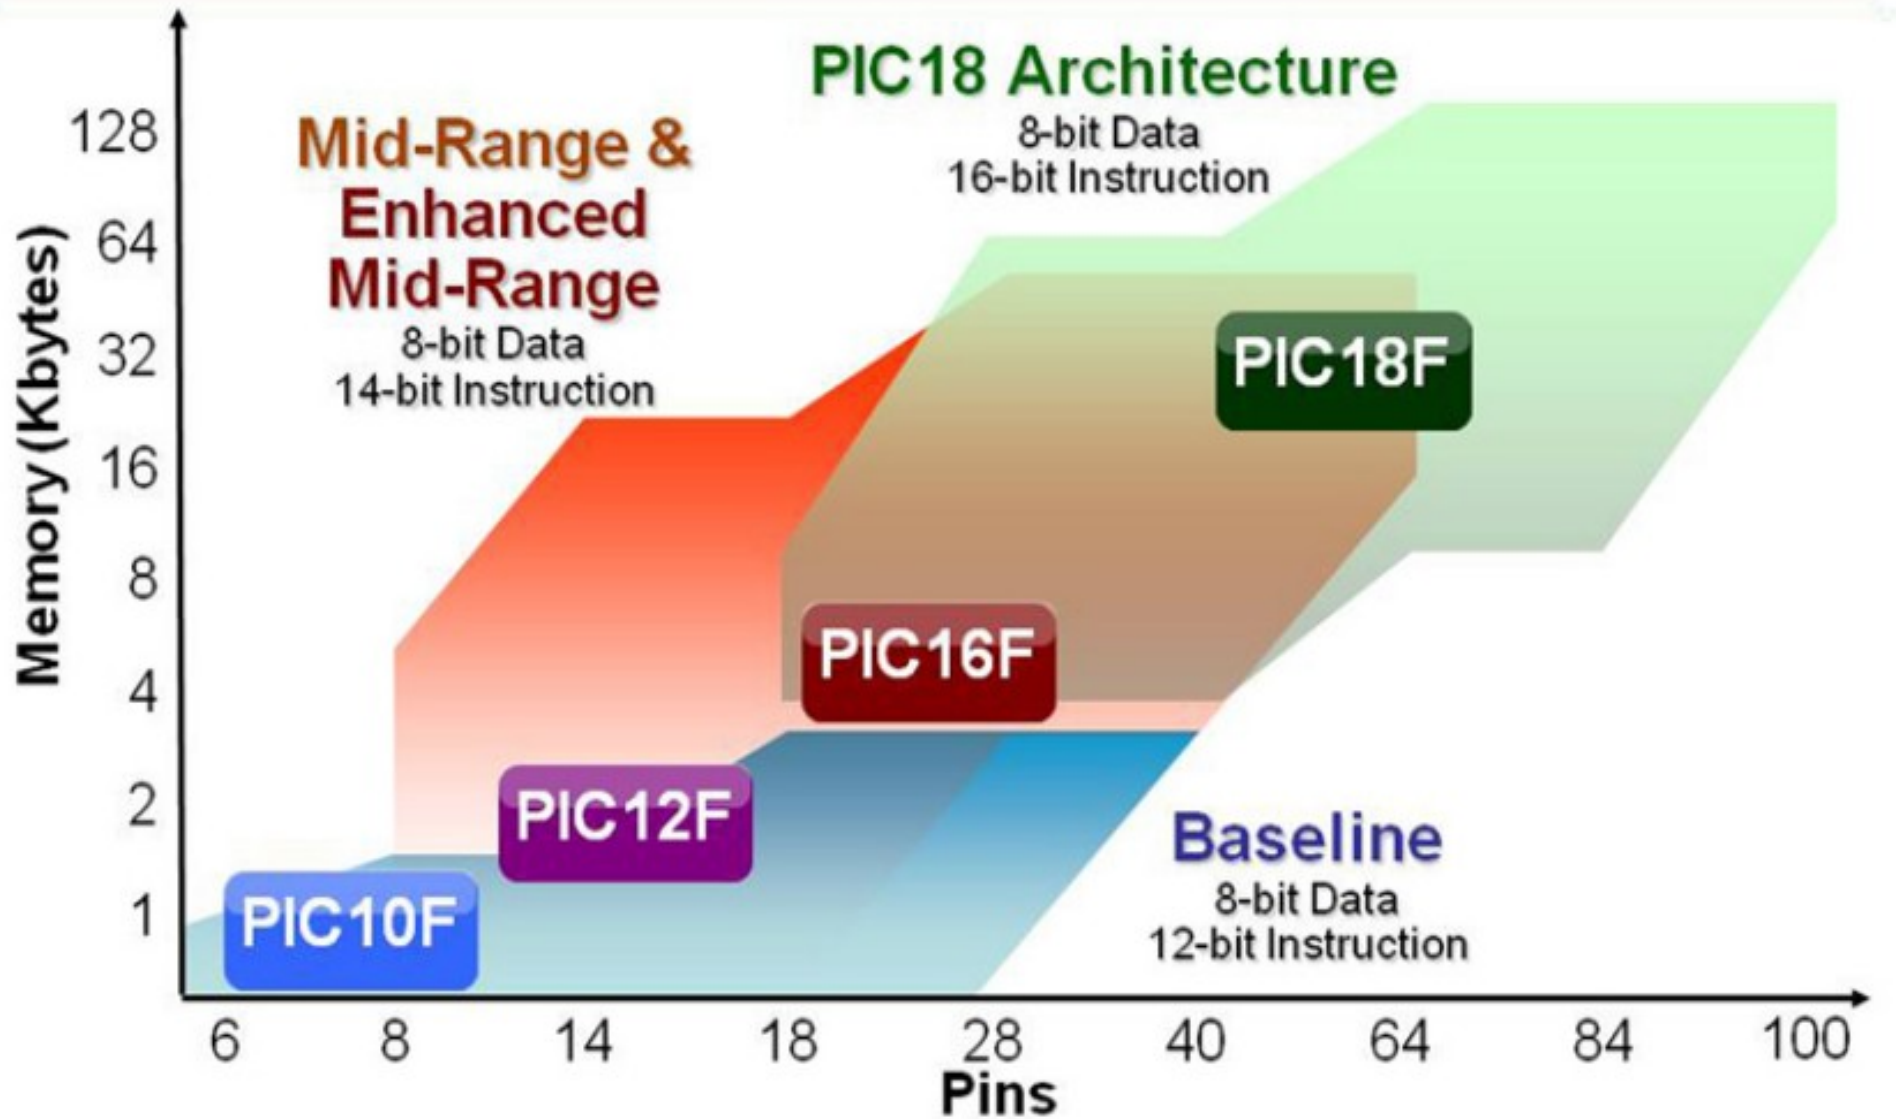 PIC18 Architecture
8-bit Data
16-bit Instruction
Mid-Range &
Enhanced
Mid-Range
8-bit Data
14-bit Instruction
Memory (Kbytes)
128
64
32
16
8
4
2
1
PIC18F
PIC16F
PIC12F
PIC10F
Baseline
8-bit Data
12-bit Instruction
6 8 14 18 28 40 64 84 100
Pins